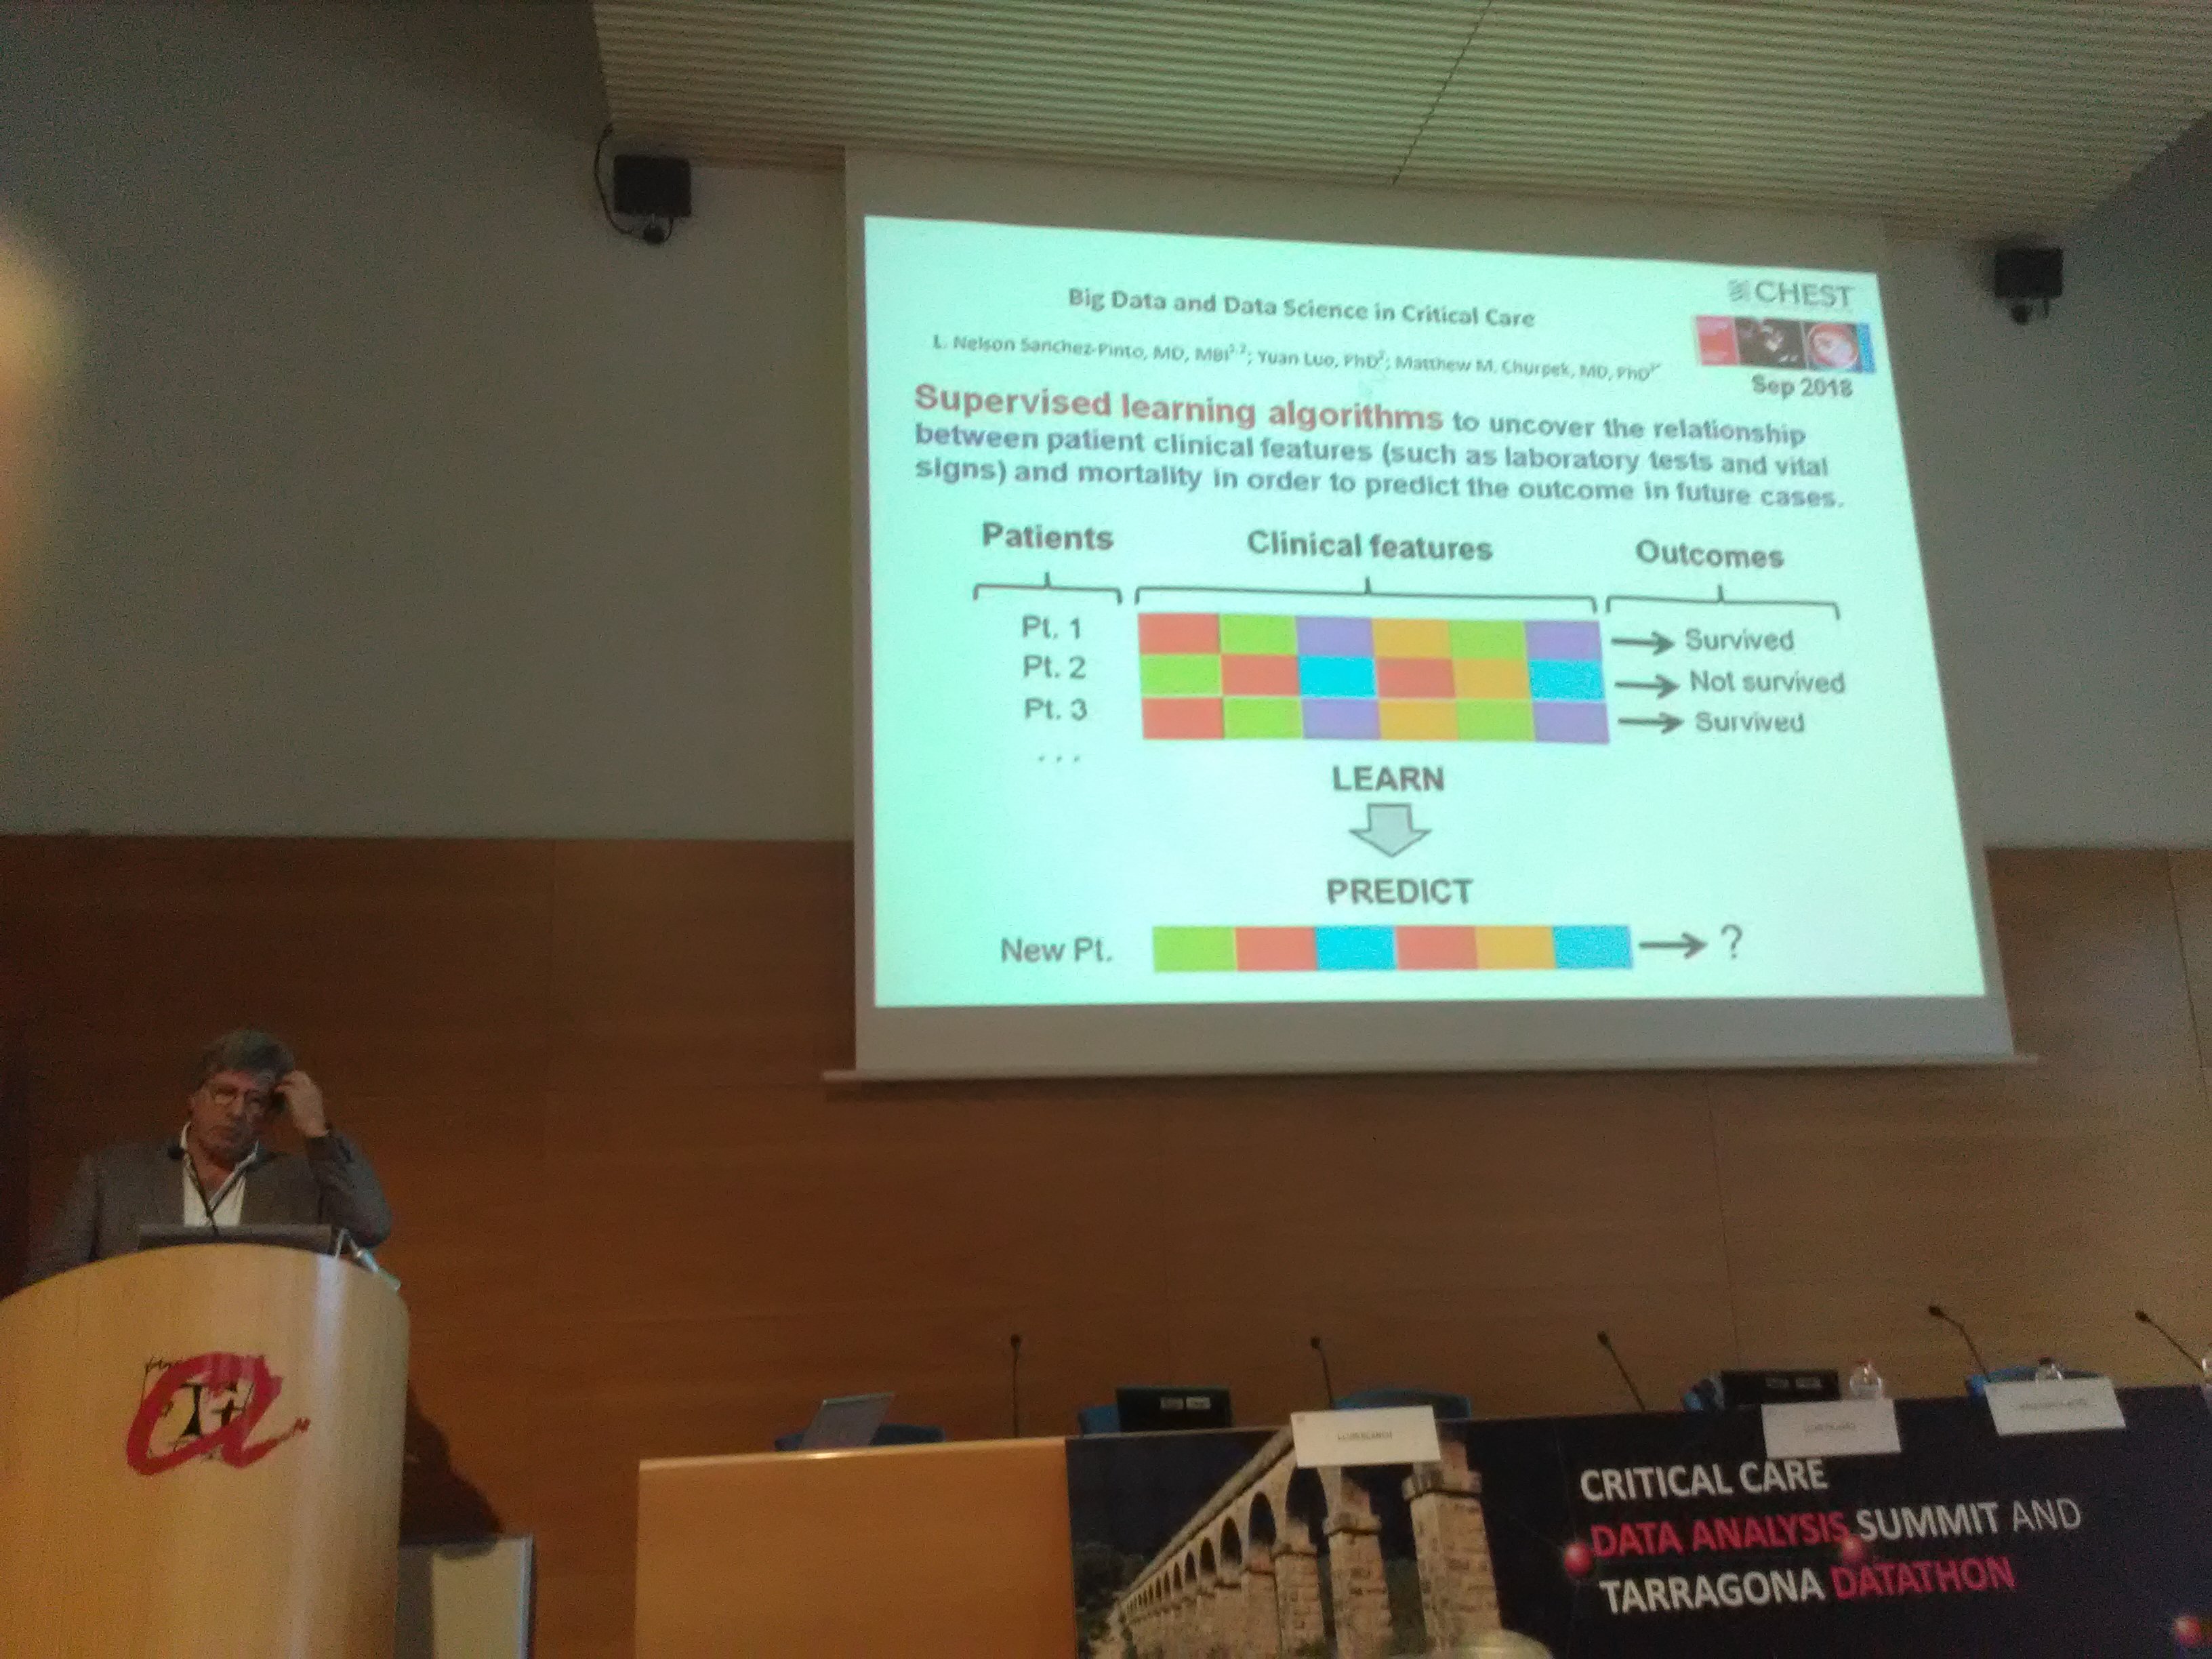 CHEST
Big Data and Data Science in Critical Care
L. Nelson Sanchez-Pinto, MD, MBI1,2; Yuan Luo, PhD2; Matthew M. Churpek, MD, PhD
Sep 2018
Supervised learning algorithms to uncover the relationship
between patient clinical features (such as laboratory tests and vital
signs) and mortality in order to predict the outcome in future cases.
Patients Clinical features Outcomes
Pt. 1 Survived
Pt. 2 Not survived
Pt. 3 Survived
. . .
LEARN
PREDICT
New Pt. ?
CRITICAL CARE
DATA ANALYSIS SUMMIT AND
TARRAGONA DATATHON